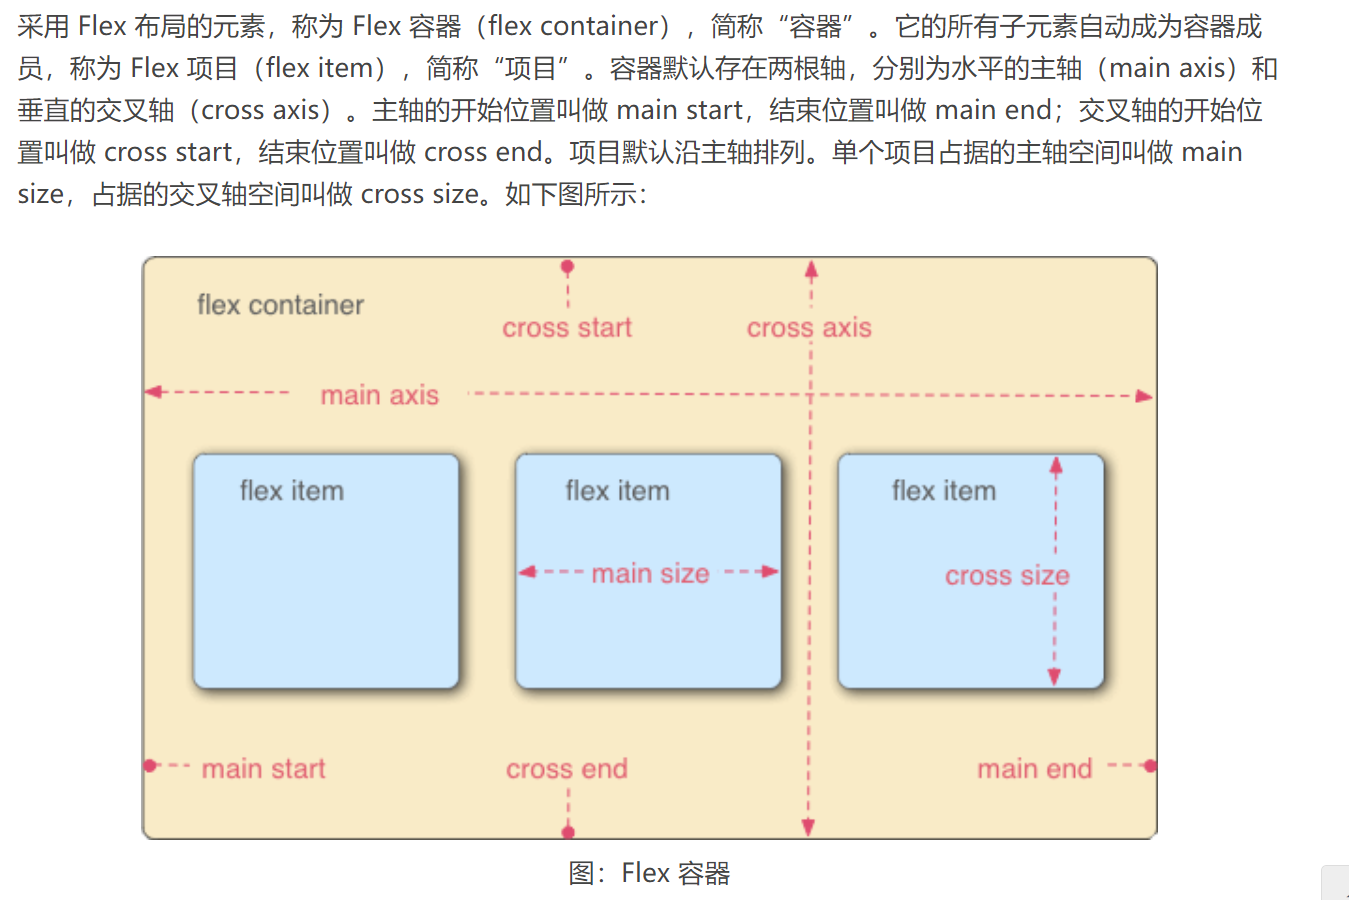 采用 Flex 布局的元素，称为 Flex 容器（flex container），简称“容器”。它的所有子元素自动成为容器成
员，称为 Flex 项目（flex item），简称“项目”。容器默认存在两根轴，分别为水平的主轴（main axis）和
垂直的交叉轴（cross axis）。主轴的开始位置叫做 main start，结束位置叫做 main end；交叉轴的开始位
置叫做 cross start，结束位置叫做 cross end。项目默认沿主轴排列。单个项目占据的主轴空间叫做 main
size，占据的交叉轴空间叫做 cross size。如下图所示：
flex container
cross start
cross axis
main axis
flex item
flex item
flex item
main size
cross size
main start
cross end
main end
图：Flex 容器